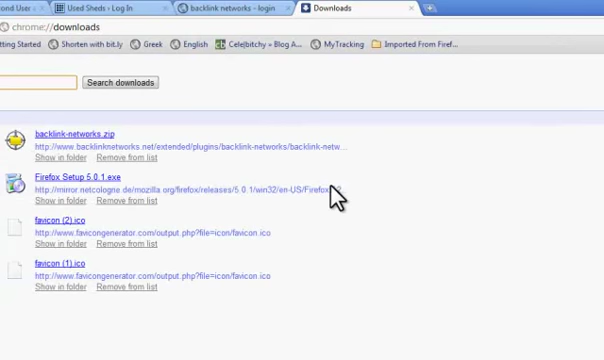 ond User
Used Sheds › Log In
backlink networks - login
Downloads
chrome://downloads
tting Started
Shorten with bit.ly
Greek
English
Cele|bitchy » Blog A...
MyTracking
Imported From Firef...
Search downloads
backlink-networks.zip
http://www.backlinknetworks.net/extended/plugins/backlink-networks/backlink-netw...
Show in folder Remove from list
Firefox Setup 5.0.1.exe
http://mirror.netcologne.de/mozilla.org/firefox/releases/5.0.1/win32/en-US/Firefox
Show in folder Remove from list
favicon (2).ico
http://www.favicongenerator.com/output.php?file=icon/favicon.ico
Show in folder Remove from list
favicon (1).ico
http://www.favicongenerator.com/output.php?file=icon/favicon.ico
Show in folder Remove from list